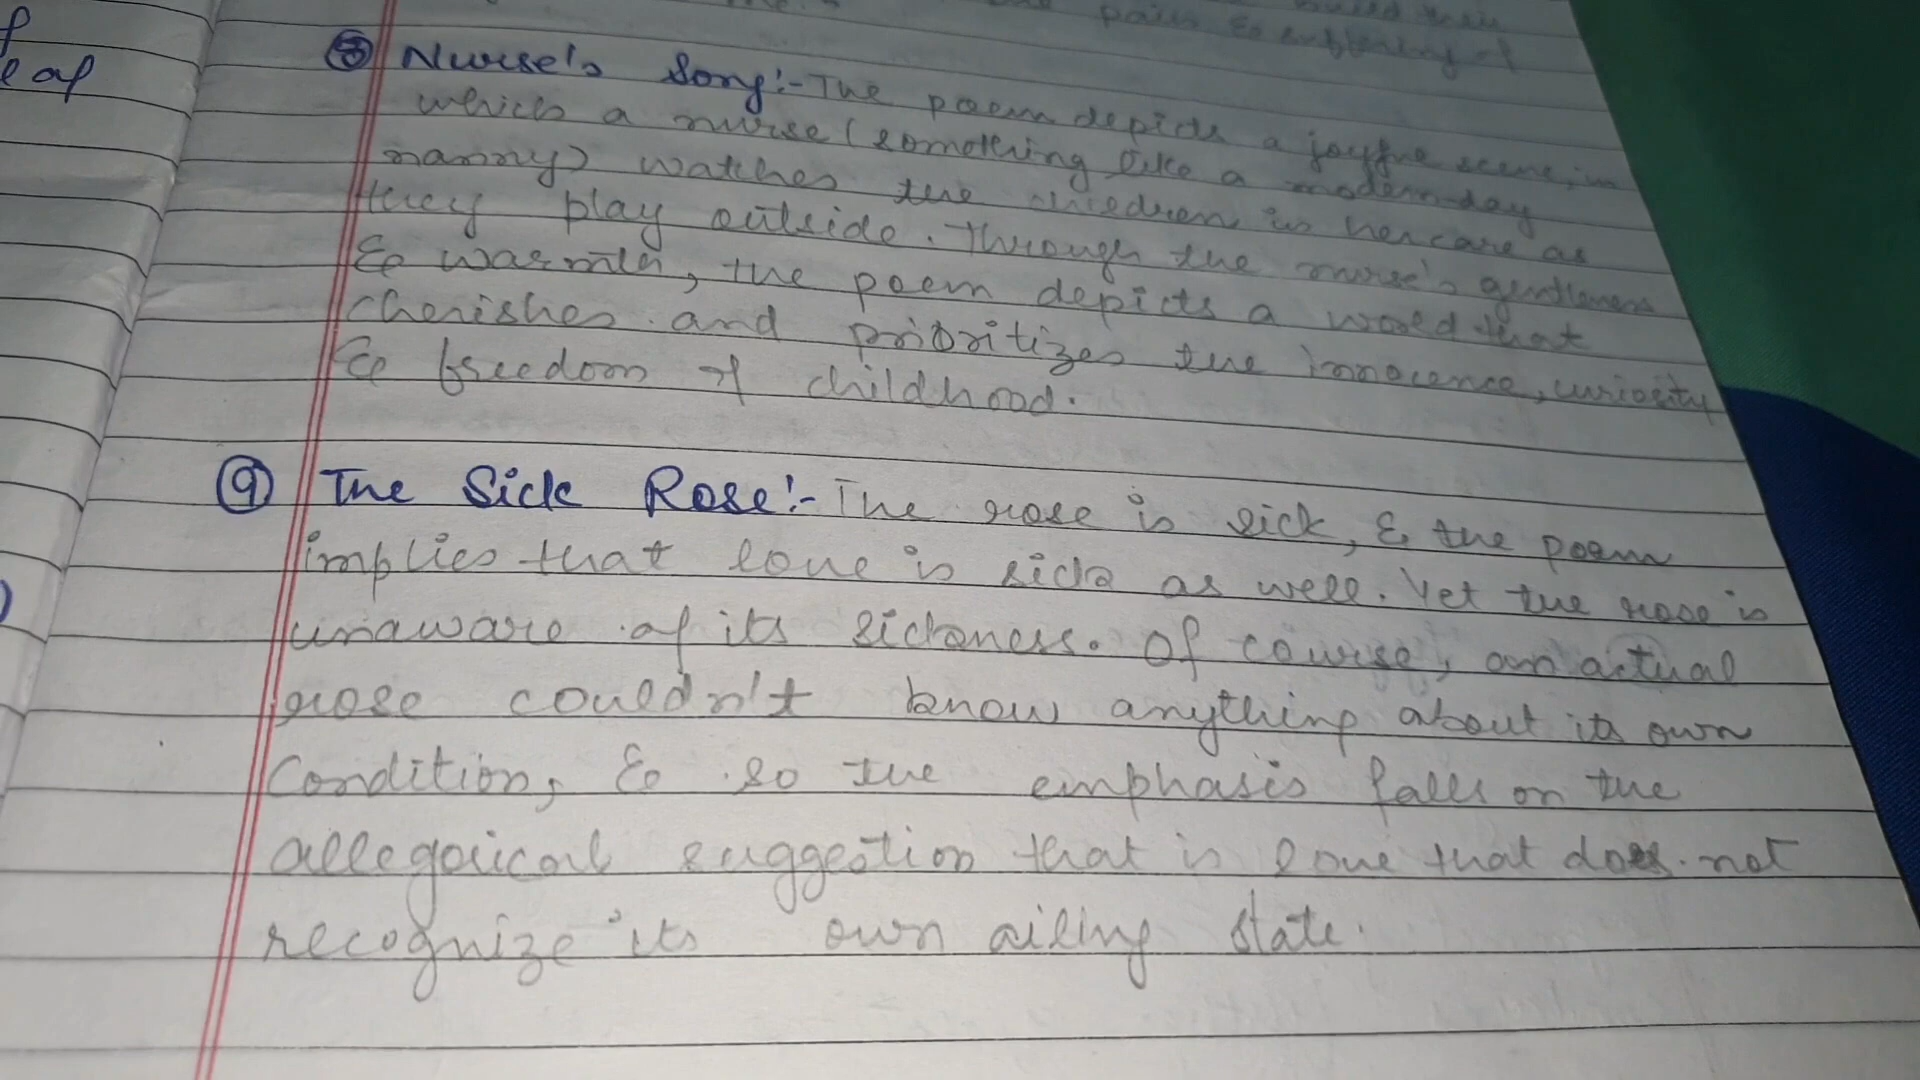 f
eaf
pain & suffering of
⑧ Nurse's Song:- The poem depicts a joyful scene, in
which a nurse (something like a modern-day
nanny) watches the children in her care as
they play outside. Through the nurse's gentleness
& warmth, the poem depicts a world that
cherishes and prioritizes the innocence, curiosity
& freedom of childhood.
⑨ The Sick Rose:- The rose is sick, & the poem
implies that love is sick as well. Yet the rose is
unaware of its sickness. Of course, an actual
rose couldn't know anything about its own
condition, & so the emphasis falls on the
allegorical suggestion that is love that does not
recognize its own ailing state.